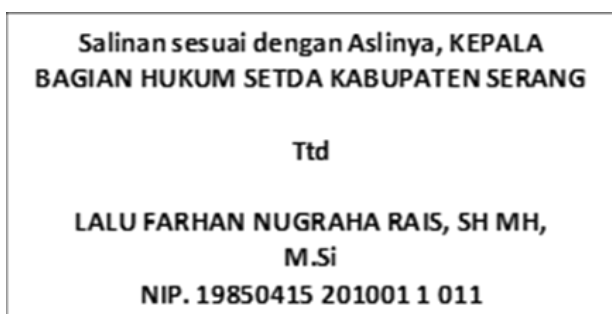 Salinan sesuai dengan Aslinya, KEPALA
BAGIAN HUKUM SETDA KABUPATEN SERANG
Ttd
LALU FARHAN NUGRAHA RAIS, SH MH,
M.Si
NIP. 19850415 201001 1 011